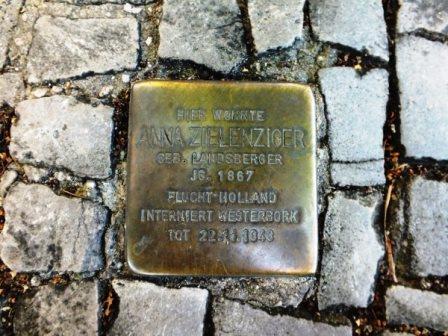 HIER WOHNTE
ANNA ZIELENZIGER
GEB. LANDSBERGER
JG. 1867
FLUCHT HOLLAND
INTERNIERT WESTERBORK
TOT